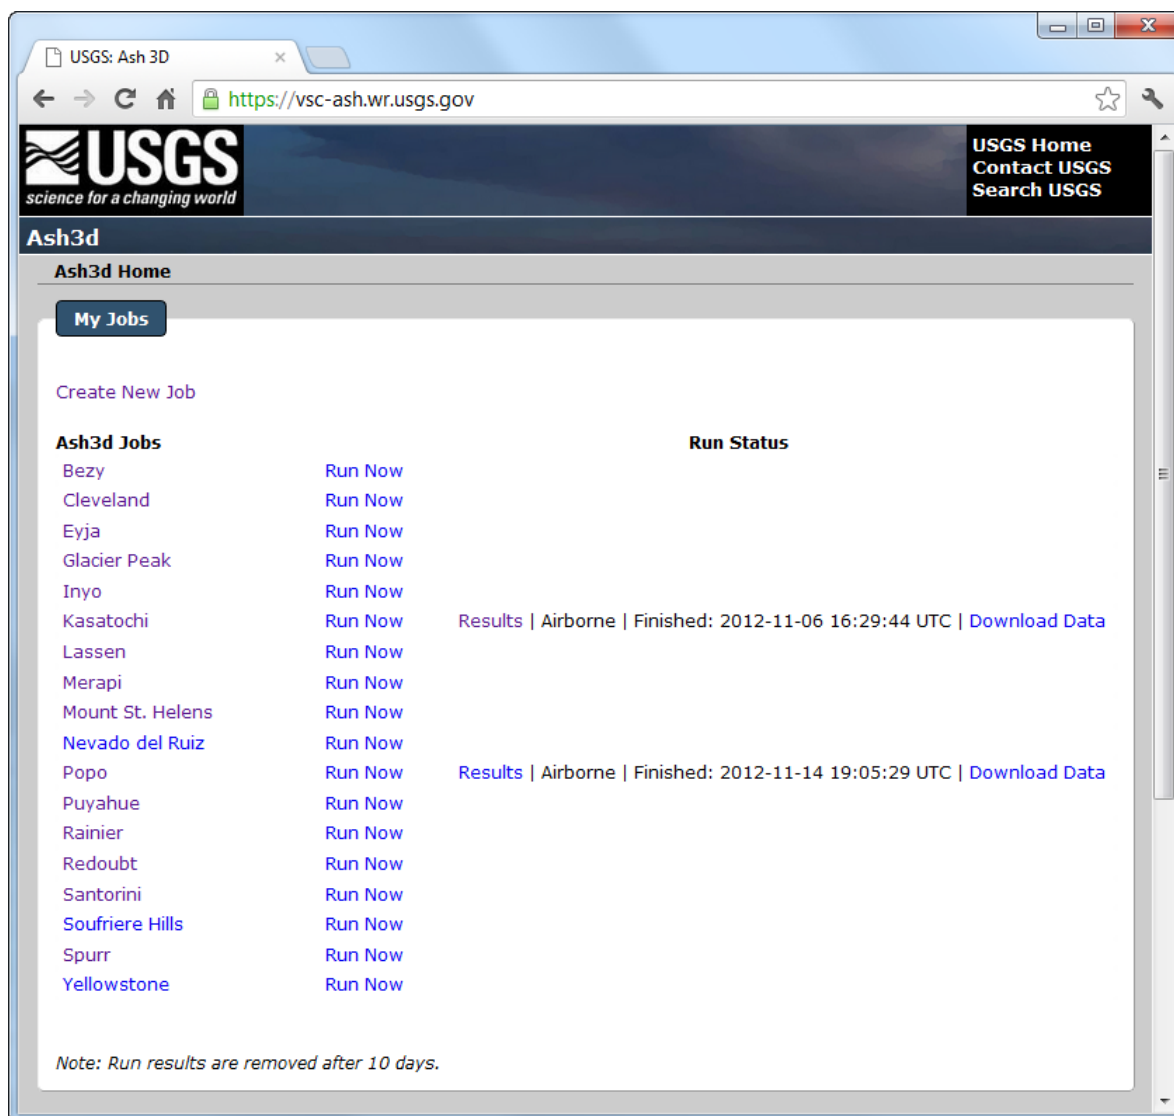 USGS: Ash 3D
https://vsc-ash.wr.usgs.gov
USGS
science for a changing world
USGS Home
Contact USGS
Search USGS
Ash3d
Ash3d Home
My Jobs
Create New Job
Ash3d Jobs Run Status
Bezy Run Now
Cleveland Run Now
Eyja Run Now
Glacier Peak Run Now
Inyo Run Now
Kasatochi Run Now Results | Airborne | Finished: 2012-11-06 16:29:44 UTC | Download Data
Lassen Run Now
Merapi Run Now
Mount St. Helens Run Now
Nevado del Ruiz Run Now
Popo Run Now Results | Airborne | Finished: 2012-11-14 19:05:29 UTC | Download Data
Puyahue Run Now
Rainier Run Now
Redoubt Run Now
Santorini Run Now
Soufriere Hills Run Now
Spurr Run Now
Yellowstone Run Now
Note: Run results are removed after 10 days.